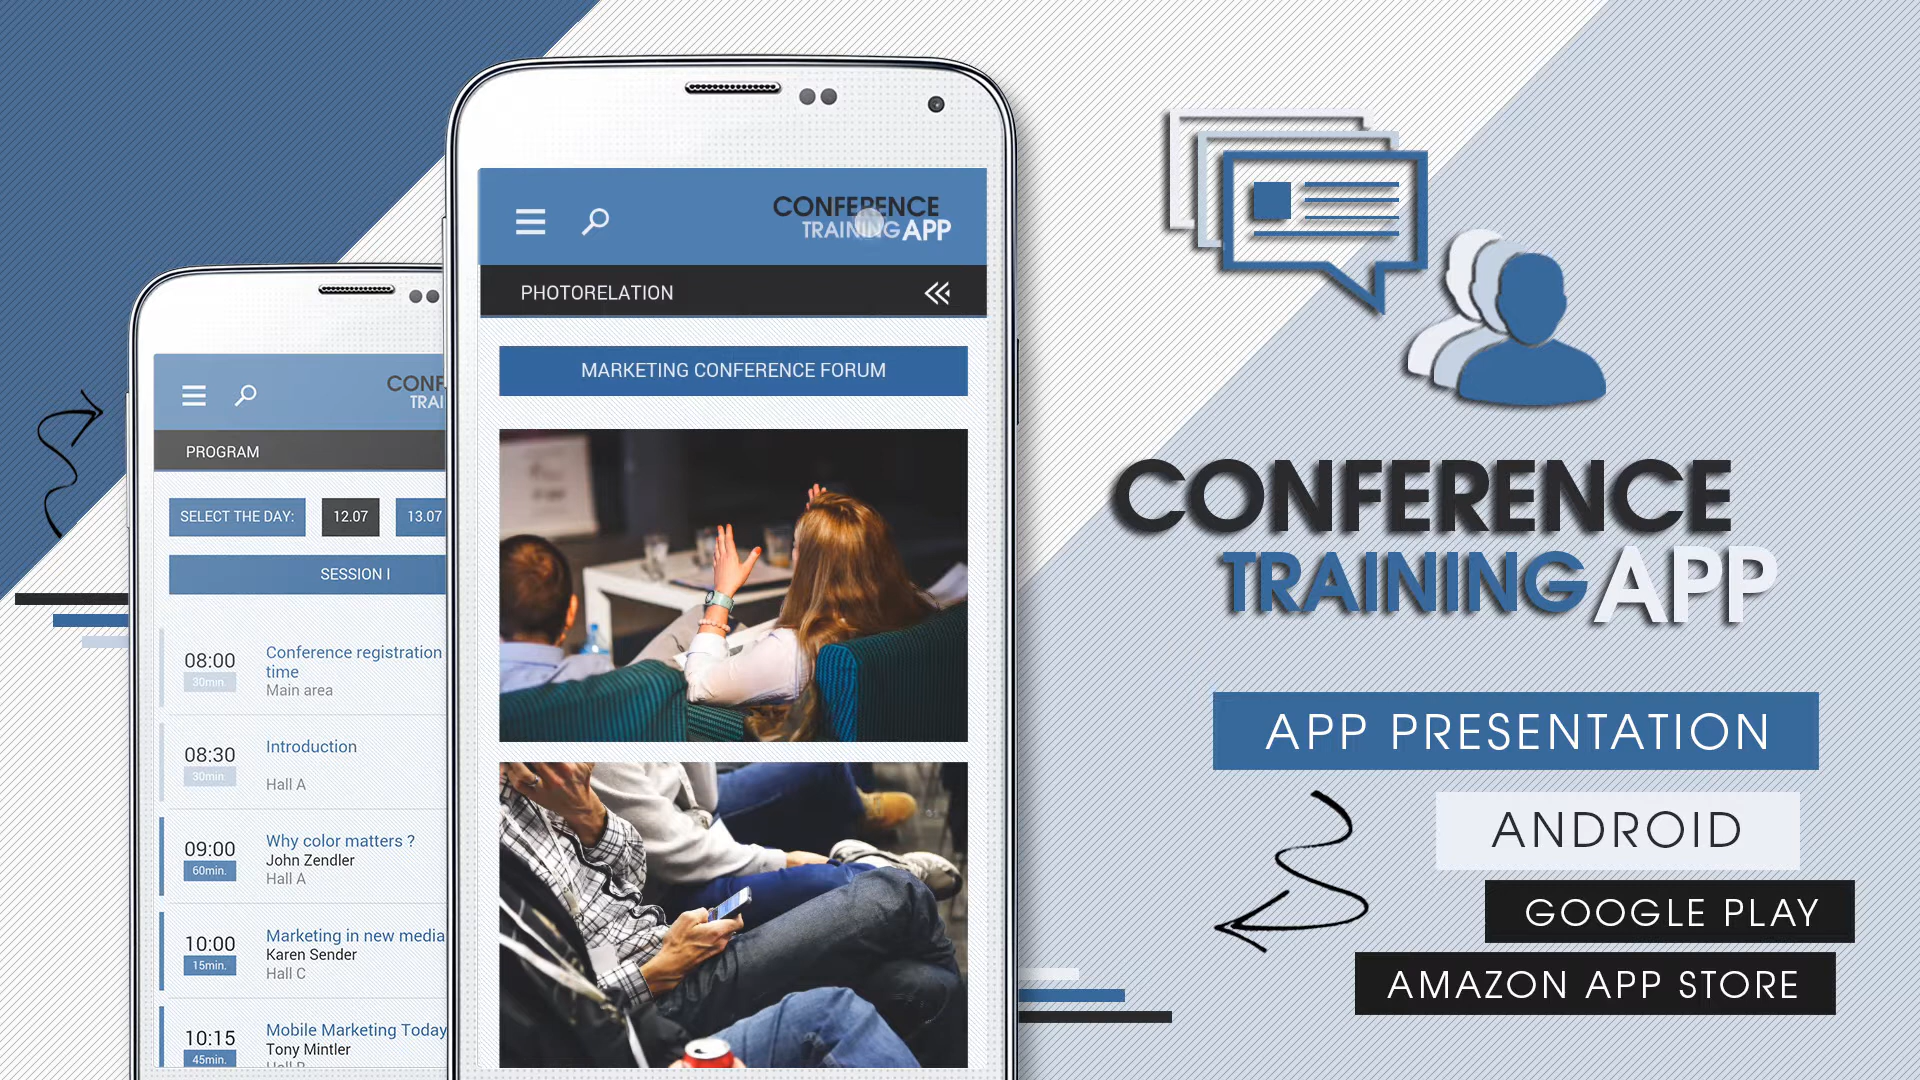 CONFERENCE
TRAINING APP
PHOTORELATION
MARKETING CONFERENCE FORUM
CONF
TRAI
PROGRAM
SELECT THE DAY: 12.07 13.07
SESSION I
08:00
30min.
Conference registration
time
Main area
08:30
30min.
Introduction
Hall A
09:00
60min.
Why color matters ?
John Zendler
Hall A
10:00
15min.
Marketing in new media
Karen Sender
Hall C
10:15
45min.
Mobile Marketing Today
Tony Mintler
CONFERENCE
TRAINING APP
APP PRESENTATION
ANDROID
GOOGLE PLAY
AMAZON APP STORE